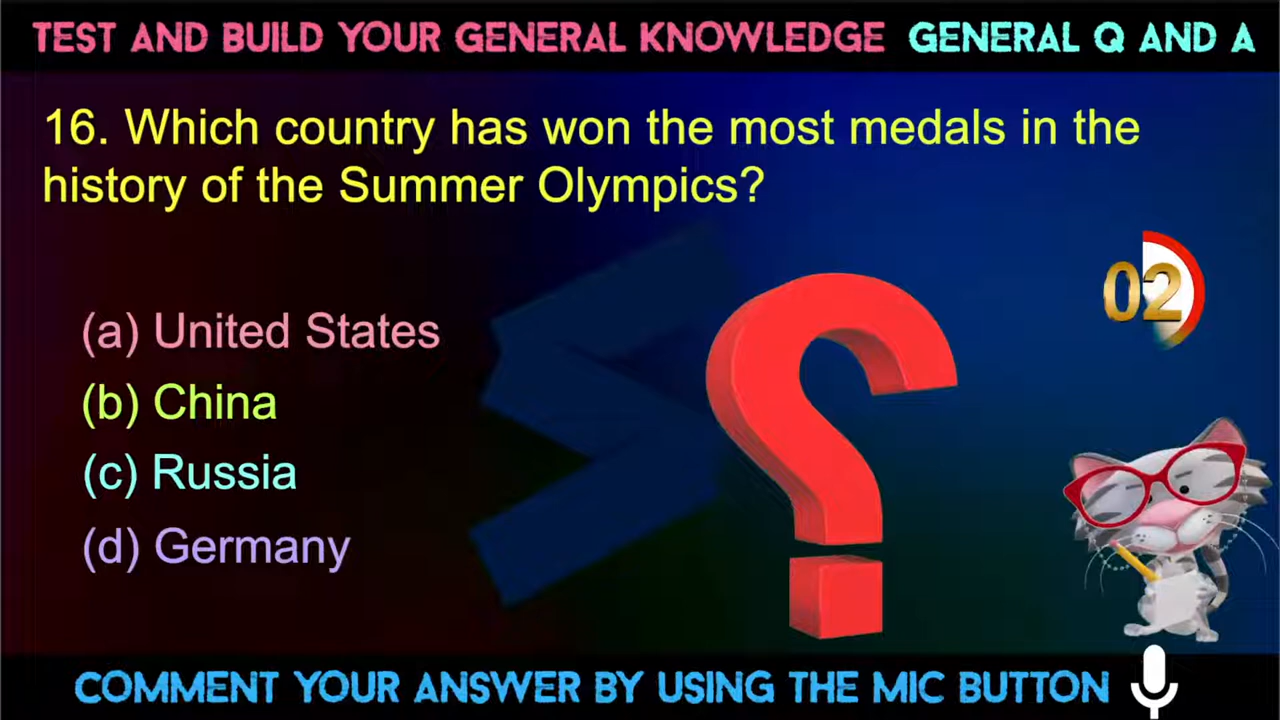 TEST AND BUILD YOUR GENERAL KNOWLEDGE GENERAL Q AND A
16. Which country has won the most medals in the
history of the Summer Olympics?
02
(a) United States
(b) China
(c) Russia
(d) Germany
COMMENT YOUR ANSWER BY USING THE MIC BUTTON